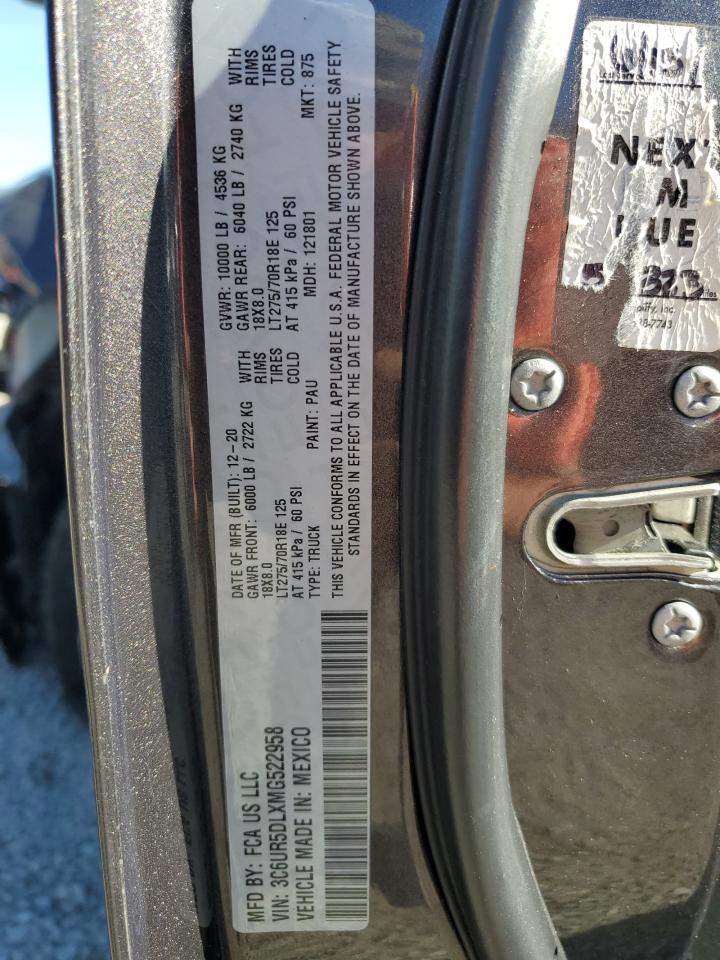 MFD BY: FCA US LLC
VIN: 3C6UR5DLXMG522958
VEHICLE MADE IN: MEXICO
DATE OF MFR (BUILT): 12-20 GVWR: 10000 LB / 4536 KG
GAWR FRONT: 6000 LB / 2722 KG WITH GAWR REAR: 6040 LB / 2740 KG WITH
18X8.0 RIMS 18X8.0 RIMS
LT275/70R18E 125 TIRES LT275/70R18E 125 TIRES
AT 415 kPa / 60 PSI COLD AT 415 kPa / 60 PSI COLD
TYPE: TRUCK PAINT: PAU MDH: 121801 MKT: 875
THIS VEHICLE CONFORMS TO ALL APPLICABLE U.S.A. FEDERAL MOTOR VEHICLE SAFETY
STANDARDS IN EFFECT ON THE DATE OF MANUFACTURE SHOWN ABOVE.
NEXT
M
UE